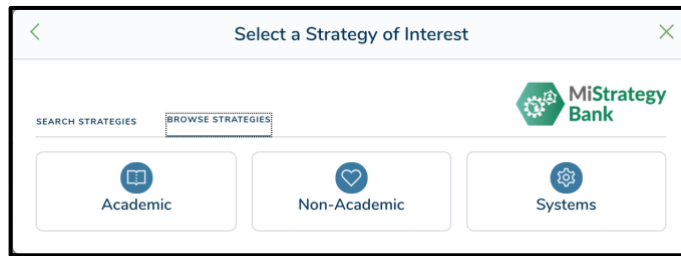 Select a Strategy of Interest
MiStrategy
Bank
SEARCH STRATEGIES
BROWSE STRATEGIES
Academic
Non-Academic
Systems